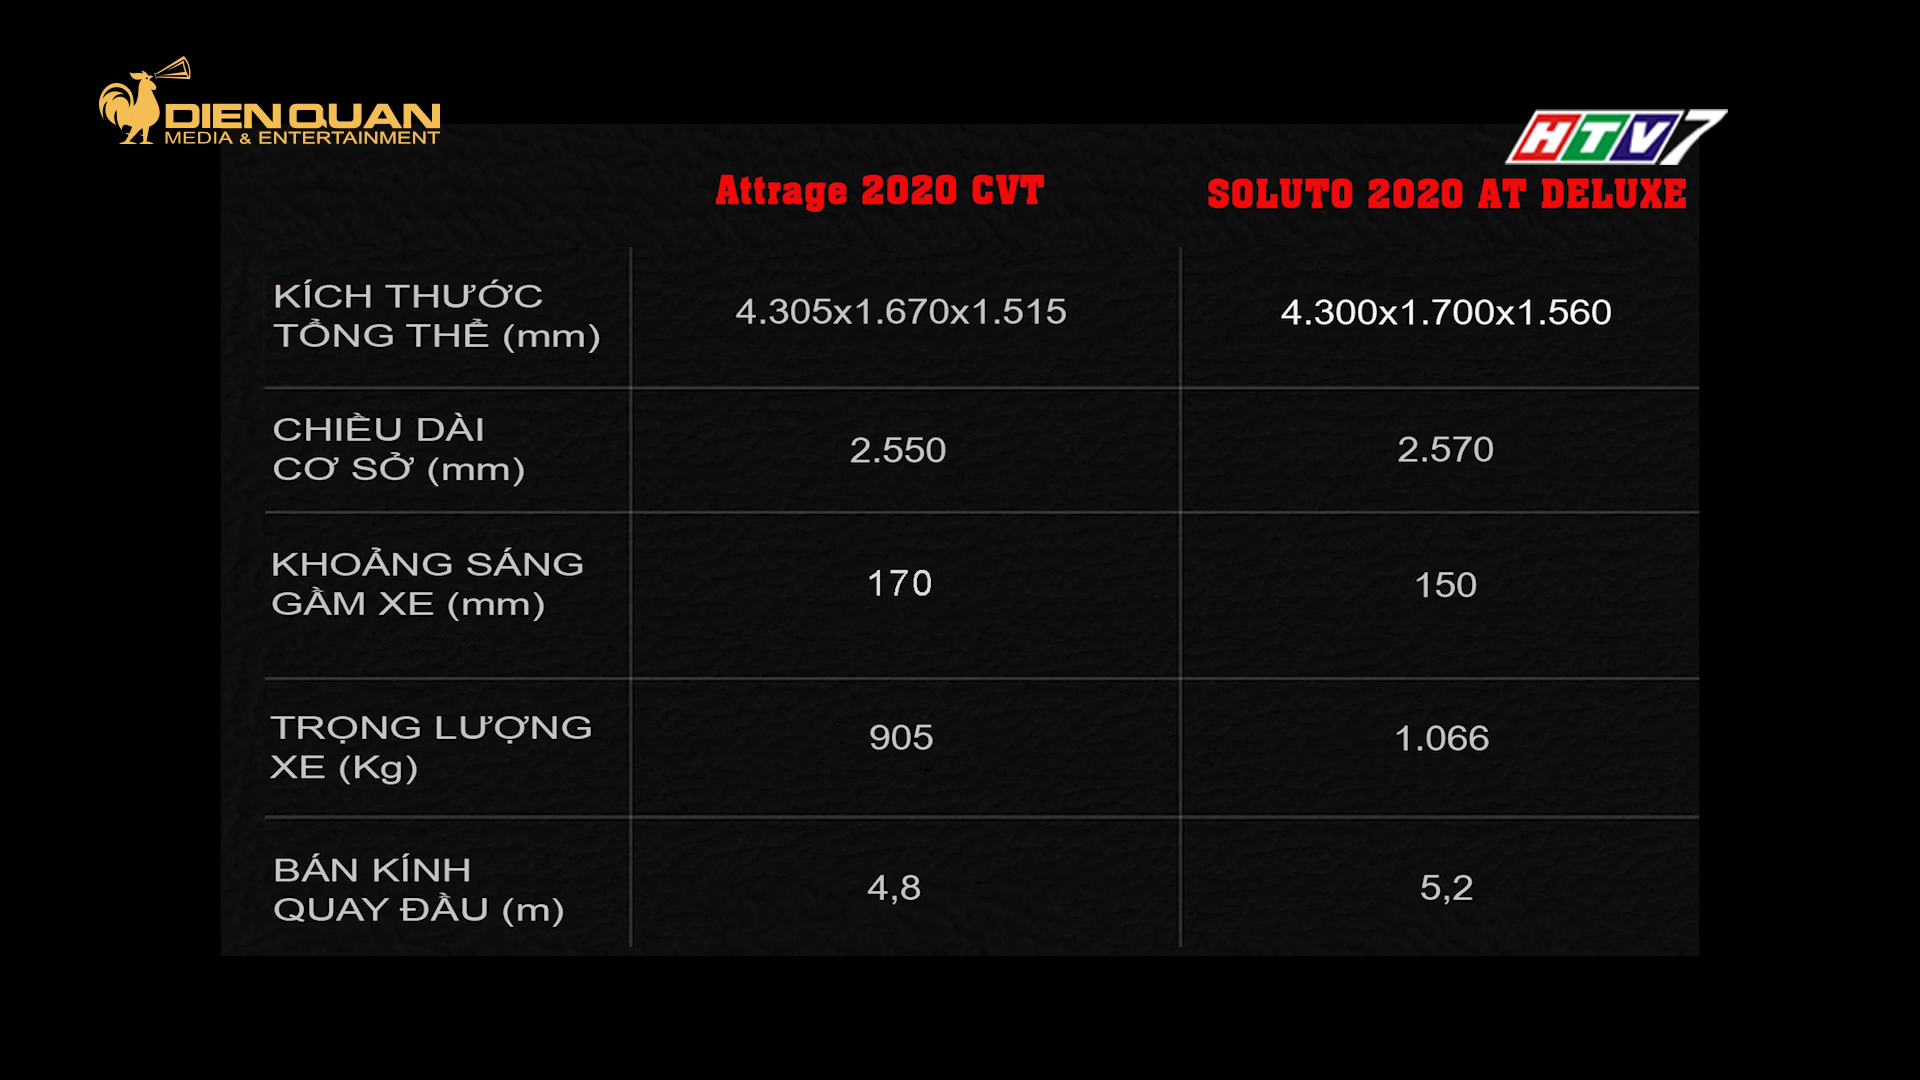 DIEN QUAN
MEDIA & ENTERTAINMENT
HTV7
Attrage 2020 CVT
SOLUTO 2020 AT DELUXE
KÍCH THƯỚC
TỔNG THỂ (mm)
4.305x1.670x1.515
4.300x1.700x1.560
CHIỀU DÀI
CƠ SỞ (mm)
2.550
2.570
KHOẢNG SÁNG
GẦM XE (mm)
170
150
TRỌNG LƯỢNG
XE (Kg)
905
1.066
BÁN KÍNH
QUAY ĐẦU (m)
4,8
5,2